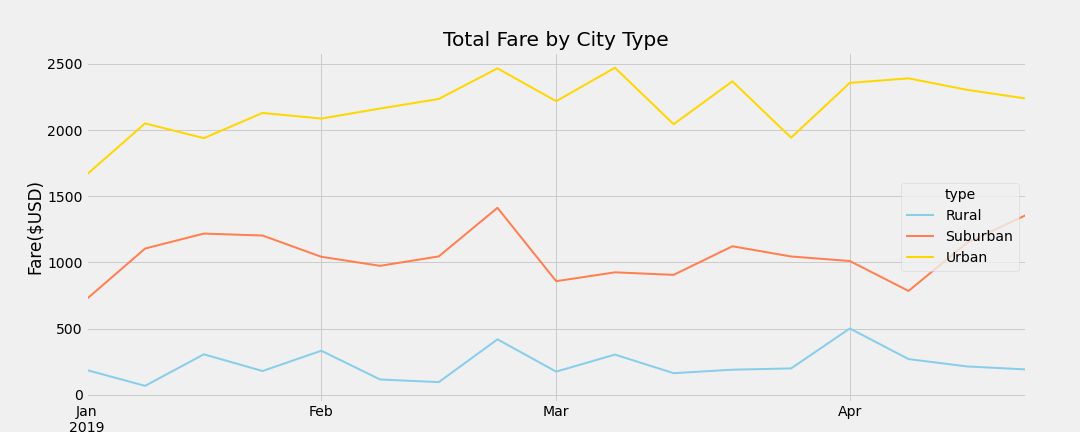 Total Fare by City Type
Fare($USD)
2500
2000
1500
1000
500
0
type
Rural
Suburban
Urban
Jan Feb Mar Apr
2019